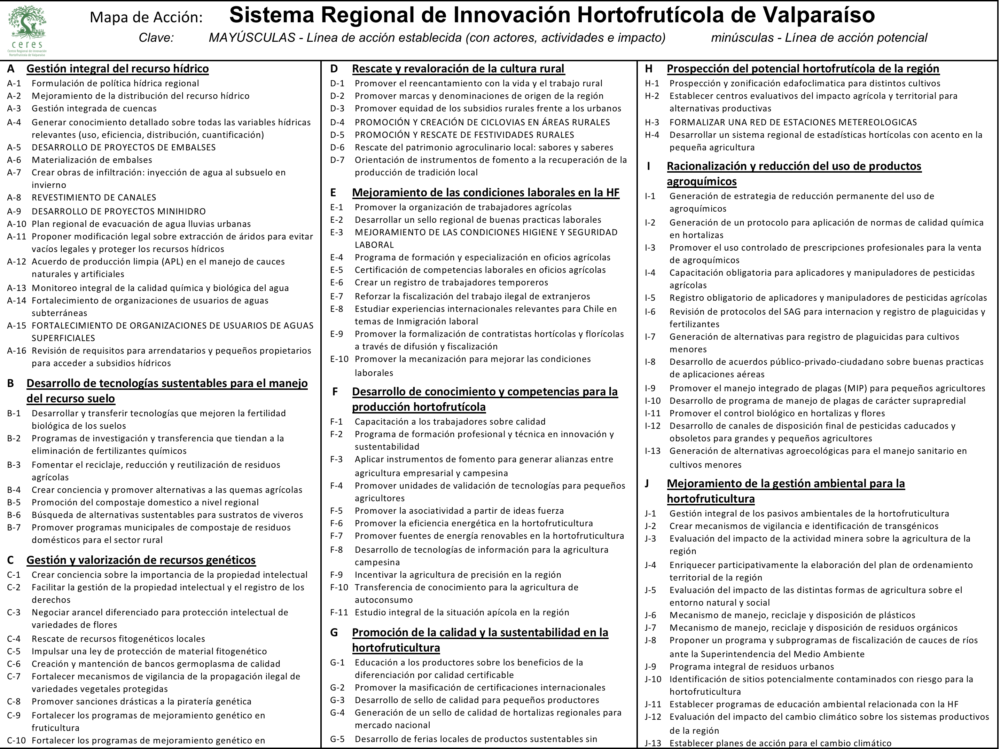 ceres
Centro Regional de Innovación
Hortofrutícola de Valparaíso
Mapa de Acción: Sistema Regional de Innovación Hortofrutícola de Valparaíso
Clave: MAYÚSCULAS - Línea de acción establecida (con actores, actividades e impacto) minúsculas - Línea de acción potencial
A Gestión integral del recurso hídrico
A-1 Formulación de política hídrica regional
A-2 Mejoramiento de la distribución del recurso hídrico
A-3 Gestión integrada de cuencas
A-4 Generar conocimiento detallado sobre todas las variables hídricas
relevantes (uso, eficiencia, distribución, cuantificación)
A-5 DESARROLLO DE PROYECTOS DE EMBALSES
A-6 Materialización de embalses
A-7 Crear obras de infiltración: inyección de agua al subsuelo en
invierno
A-8 REVESTIMIENTO DE CANALES
A-9 DESARROLLO DE PROYECTOS MINIHIDRO
A-10 Plan regional de evacuación de agua lluvias urbanas
A-11 Proponer modificación legal sobre extracción de áridos para evitar
vacíos legales y proteger los recursos hídricos
A-12 Acuerdo de producción limpia (APL) en el manejo de cauces
naturales y artificiales
A-13 Monitoreo integral de la calidad química y biológica del agua
A-14 Fortalecimiento de organizaciones de usuarios de aguas
subterráneas
A-15 FORTALECIMIENTO DE ORGANIZACIONES DE USUARIOS DE AGUAS
SUPERFICIALES
A-16 Revisión de requisitos para arrendatarios y pequeños propietarios
para acceder a subsidios hídricos
B Desarrollo de tecnologías sustentables para el manejo
del recurso suelo
B-1 Desarrollar y transferir tecnologías que mejoren la fertilidad
biológica de los suelos
B-2 Programas de investigación y transferencia que tiendan a la
eliminación de fertilizantes químicos
B-3 Fomentar el reciclaje, reducción y reutilización de residuos
agrícolas
B-4 Crear conciencia y promover alternativas a las quemas agrícolas
B-5 Promoción del compostaje domestico a nivel regional
B-6 Búsqueda de alternativas sustentables para sustratos de viveros
B-7 Promover programas municipales de compostaje de residuos
domésticos para el sector rural
C Gestión y valorización de recursos genéticos
C-1 Crear conciencia sobre la importancia de la propiedad intelectual
C-2 Facilitar la gestión de la propiedad intelectual y el registro de los
derechos
C-3 Negociar arancel diferenciado para protección intelectual de
variedades de flores
C-4 Rescate de recursos fitogenéticos locales
C-5 Impulsar una ley de protección de material fitogenético
C-6 Creación y mantención de bancos germoplasma de calidad
C-7 Fortalecer mecanismos de vigilancia de la propagación ilegal de
variedades vegetales protegidas
C-8 Promover sanciones drásticas a la piratería genética
C-9 Fortalecer los programas de mejoramiento genético en
fruticultura
C-10 Fortalecer los programas de mejoramiento genético en
D Rescate y revaloración de la cultura rural
D-1 Promover el reencantamiento con la vida y el trabajo rural
D-2 Promover marcas y denominaciones de origen de la región
D-3 Promover equidad de los subsidios rurales frente a los urbanos
D-4 PROMOCIÓN Y CREACIÓN DE CICLOVIAS EN ÁREAS RURALES
D-5 PROMOCIÓN Y RESCATE DE FESTIVIDADES RURALES
D-6 Rescate del patrimonio agroculinario local: sabores y saberes
D-7 Orientación de instrumentos de fomento a la recuperación de la
producción de tradición local
E Mejoramiento de las condiciones laborales en la HF
E-1 Promover la organización de trabajadores agrícolas
E-2 Desarrollar un sello regional de buenas practicas laborales
E-3 MEJORAMIENTO DE LAS CONDICIONES HIGIENE Y SEGURIDAD
LABORAL
E-4 Programa de formación y especialización en oficios agrícolas
E-5 Certificación de competencias laborales en oficios agrícolas
E-6 Crear un registro de trabajadores temporeros
E-7 Reforzar la fiscalización del trabajo ilegal de extranjeros
E-8 Estudiar experiencias internacionales relevantes para Chile en
temas de Inmigración laboral
E-9 Promover la formalización de contratistas hortícolas y florícolas
a través de difusión y fiscalización
E-10 Promover la mecanización para mejorar las condiciones
laborales
F Desarrollo de conocimiento y competencias para la
producción hortofrutícola
F-1 Capacitación a los trabajadores sobre calidad
F-2 Programa de formación profesional y técnica en innovación y
sustentabilidad
F-3 Aplicar instrumentos de fomento para generar alianzas entre
agricultura empresarial y campesina
F-4 Promover unidades de validación de tecnologías para pequeños
agricultores
F-5 Promover la asociatividad a partir de ideas fuerza
F-6 Promover la eficiencia energética en la hortofruticultura
F-7 Promover fuentes de energía renovables en la hortofruticultura
F-8 Desarrollo de tecnologías de información para la agricultura
campesina
F-9 Incentivar la agricultura de precisión en la región
F-10 Transferencia de conocimiento para la agricultura de
autoconsumo
F-11 Estudio integral de la situación apícola en la región
G Promoción de la calidad y la sustentabilidad en la
hortofruticultura
G-1 Educación a los productores sobre los beneficios de la
diferenciación por calidad certificable
G-2 Promover la masificación de certificaciones internacionales
G-3 Desarrollo de sello de calidad para pequeños productores
G-4 Generación de un sello de calidad de hortalizas regionales para
mercado nacional
G-5 Desarrollo de ferias locales de productos sustentables sin
H Prospección del potencial hortofrutícola de la región
H-1 Prospección y zonificación edafoclimatica para distintos cultivos
H-2 Establecer centros evaluativos del impacto agrícola y territorial para
alternativas productivas
H-3 FORMALIZAR UNA RED DE ESTACIONES METEREOLOGICAS
H-4 Desarrollar un sistema regional de estadísticas hortícolas con acento en la
pequeña agricultura
I Racionalización y reducción del uso de productos
agroquímicos
I-1 Generación de estrategia de reducción permanente del uso de
agroquímicos
I-2 Generación de un protocolo para aplicación de normas de calidad química
en hortalizas
I-3 Promover el uso controlado de prescripciones profesionales para la venta
de agroquímicos
I-4 Capacitación obligatoria para aplicadores y manipuladores de pesticidas
agrícolas
I-5 Registro obligatorio de aplicadores y manipuladores de pesticidas agrícolas
I-6 Revisión de protocolos del SAG para internacion y registro de plaguicidas y
fertilizantes
I-7 Generación de alternativas para registro de plaguicidas para cultivos
menores
I-8 Desarrollo de acuerdos público-privado-ciudadano sobre buenas practicas
de aplicaciones aéreas
I-9 Promover el manejo integrado de plagas (MIP) para pequeños agricultores
I-10 Desarrollo de programa de manejo de plagas de carácter suprapredial
I-11 Promover el control biológico en hortalizas y flores
I-12 Desarrollo de canales de disposición final de pesticidas caducados y
obsoletos para grandes y pequeños agricultores
I-13 Generación de alternativas agroecológicas para el manejo sanitario en
cultivos menores
J Mejoramiento de la gestión ambiental para la
hortofruticultura
J-1 Gestión integral de los pasivos ambientales de la hortofruticultura
J-2 Crear mecanismos de vigilancia e identificación de transgénicos
J-3 Evaluación del impacto de la actividad minera sobre la agricultura de la
región
J-4 Enriquecer participativamente la elaboración del plan de ordenamiento
territorial de la región
J-5 Evaluación del impacto de las distintas formas de agricultura sobre el
entorno natural y social
J-6 Mecanismo de manejo, reciclaje y disposición de plásticos
J-7 Mecanismo de manejo, reciclaje y disposición de residuos orgánicos
J-8 Proponer un programa y subprogramas de fiscalización de cauces de ríos
ante la Superintendencia del Medio Ambiente
J-9 Programa integral de residuos urbanos
J-10 Identificación de sitios potencialmente contaminados con riesgo para la
hortofruticultura
J-11 Establecer programas de educación ambiental relacionada con la HF
J-12 Evaluación del impacto del cambio climático sobre los sistemas productivos
de la región
J-13 Establecer planes de acción para el cambio climático